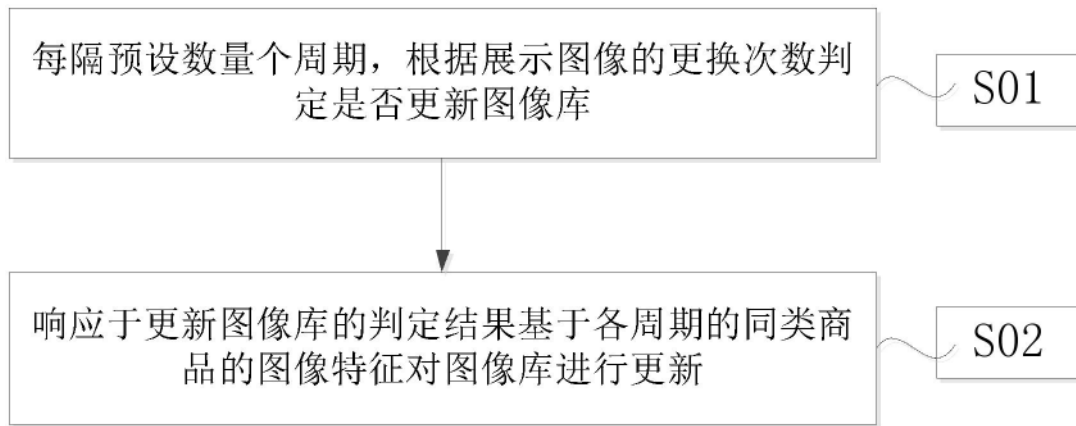 每隔预设数量个周期，根据展示图像的更换次数判
定是否更新图像库
S01
响应于更新图像库的判定结果基于各周期的同类商
品的图像特征对图像库进行更新
S02